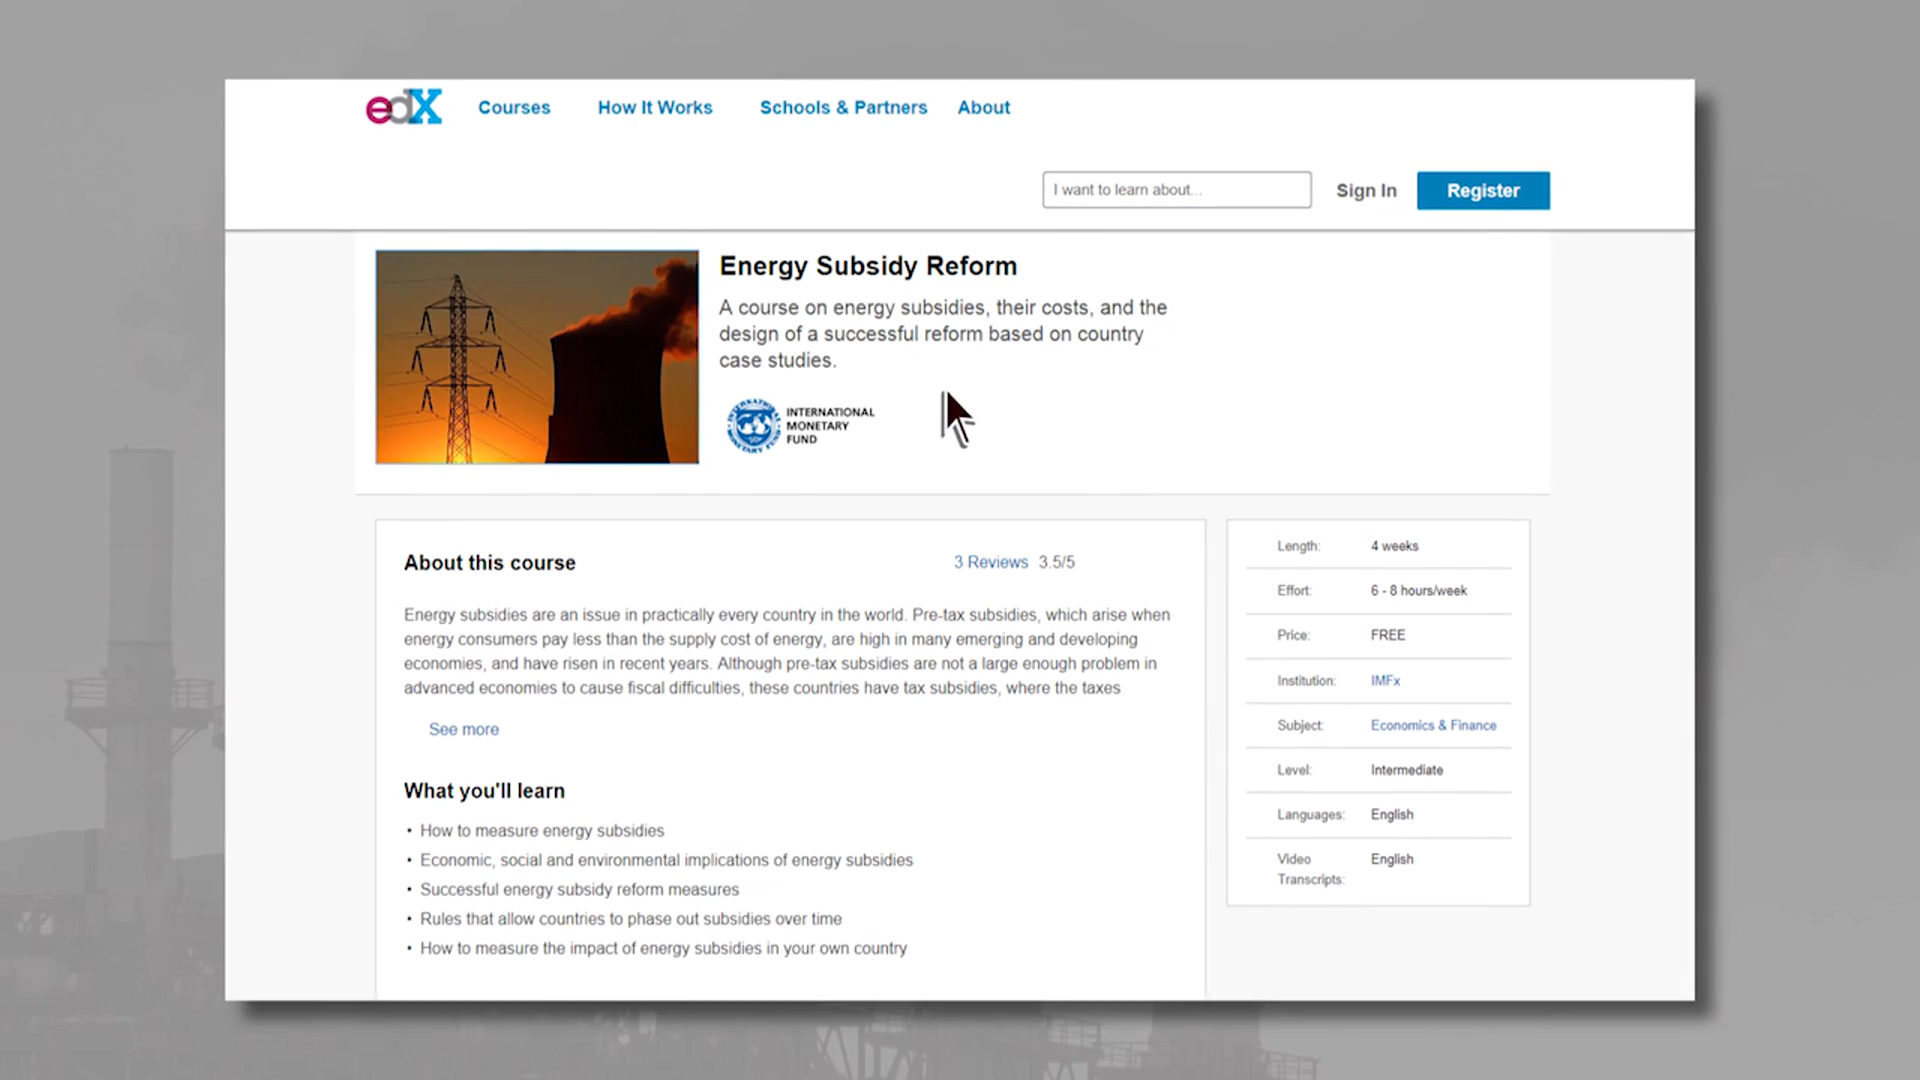 edX Courses How It Works Schools & Partners About
I want to learn about... Sign In Register
Energy Subsidy Reform
A course on energy subsidies, their costs, and the
design of a successful reform based on country
case studies.
INTERNATIONAL
MONETARY
FUND
About this course 3 Reviews 3.5/5
Energy subsidies are an issue in practically every country in the world. Pre-tax subsidies, which arise when
energy consumers pay less than the supply cost of energy, are high in many emerging and developing
economies, and have risen in recent years. Although pre-tax subsidies are not a large enough problem in
advanced economies to cause fiscal difficulties, these countries have tax subsidies, where the taxes
See more
What you'll learn
• How to measure energy subsidies
• Economic, social and environmental implications of energy subsidies
• Successful energy subsidy reform measures
• Rules that allow countries to phase out subsidies over time
• How to measure the impact of energy subsidies in your own country
Length: 4 weeks
Effort: 6 - 8 hours/week
Price: FREE
Institution: IMFx
Subject: Economics & Finance
Level: Intermediate
Languages: English
Video English
Transcripts: